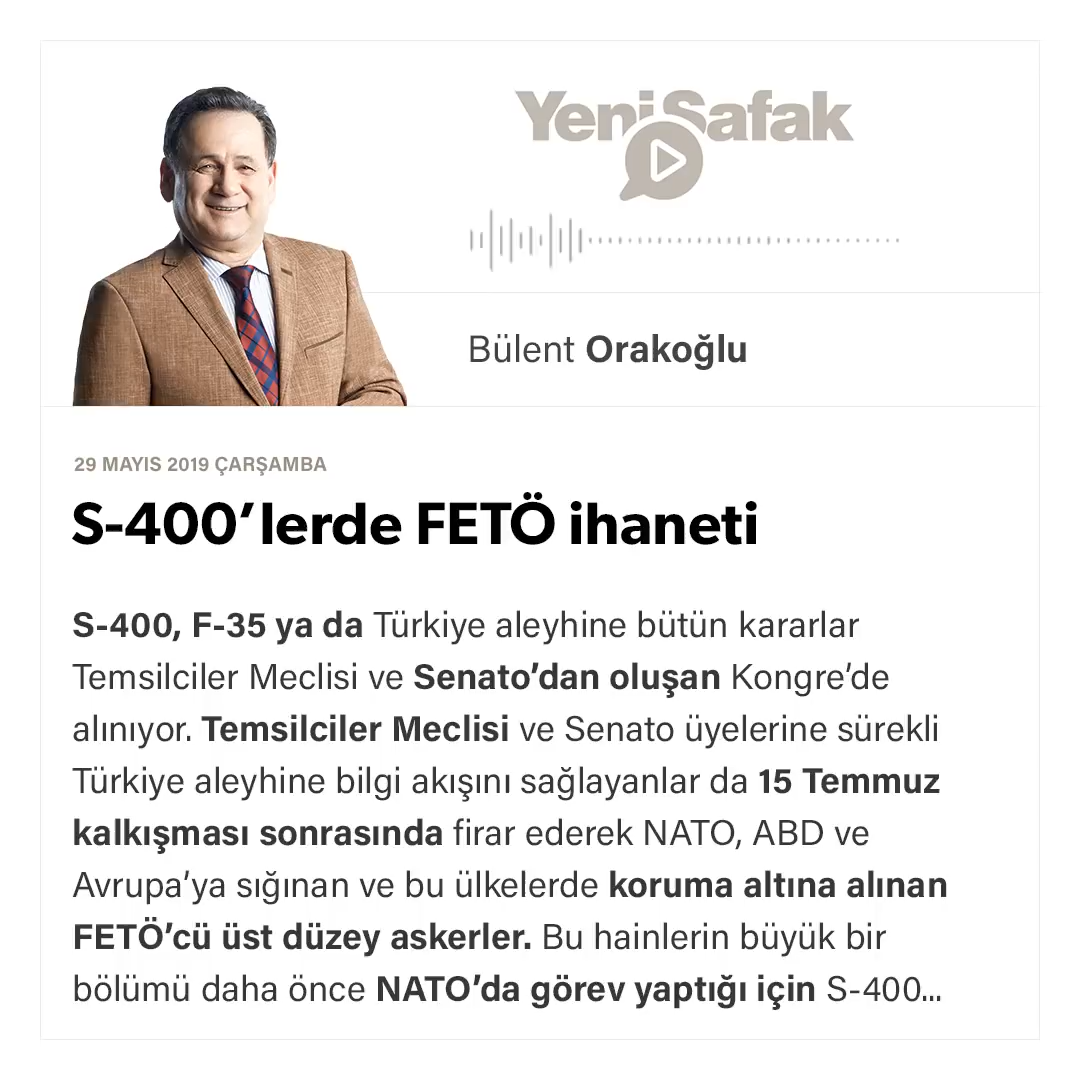 YeniŞafak
Bülent Orakoğlu
29 MAYIS 2019 ÇARŞAMBA
S-400’lerde FETÖ ihaneti
S-400, F-35 ya da Türkiye aleyhine bütün kararlar
Temsilciler Meclisi ve Senato’dan oluşan Kongre’de
alınıyor. Temsilciler Meclisi ve Senato üyelerine sürekli
Türkiye aleyhine bilgi akışını sağlayanlar da 15 Temmuz
kalkışması sonrasında firar ederek NATO, ABD ve
Avrupa’ya sığınan ve bu ülkelerde koruma altına alınan
FETÖ’cü üst düzey askerler. Bu hainlerin büyük bir
bölümü daha önce NATO’da görev yaptığı için S-400...